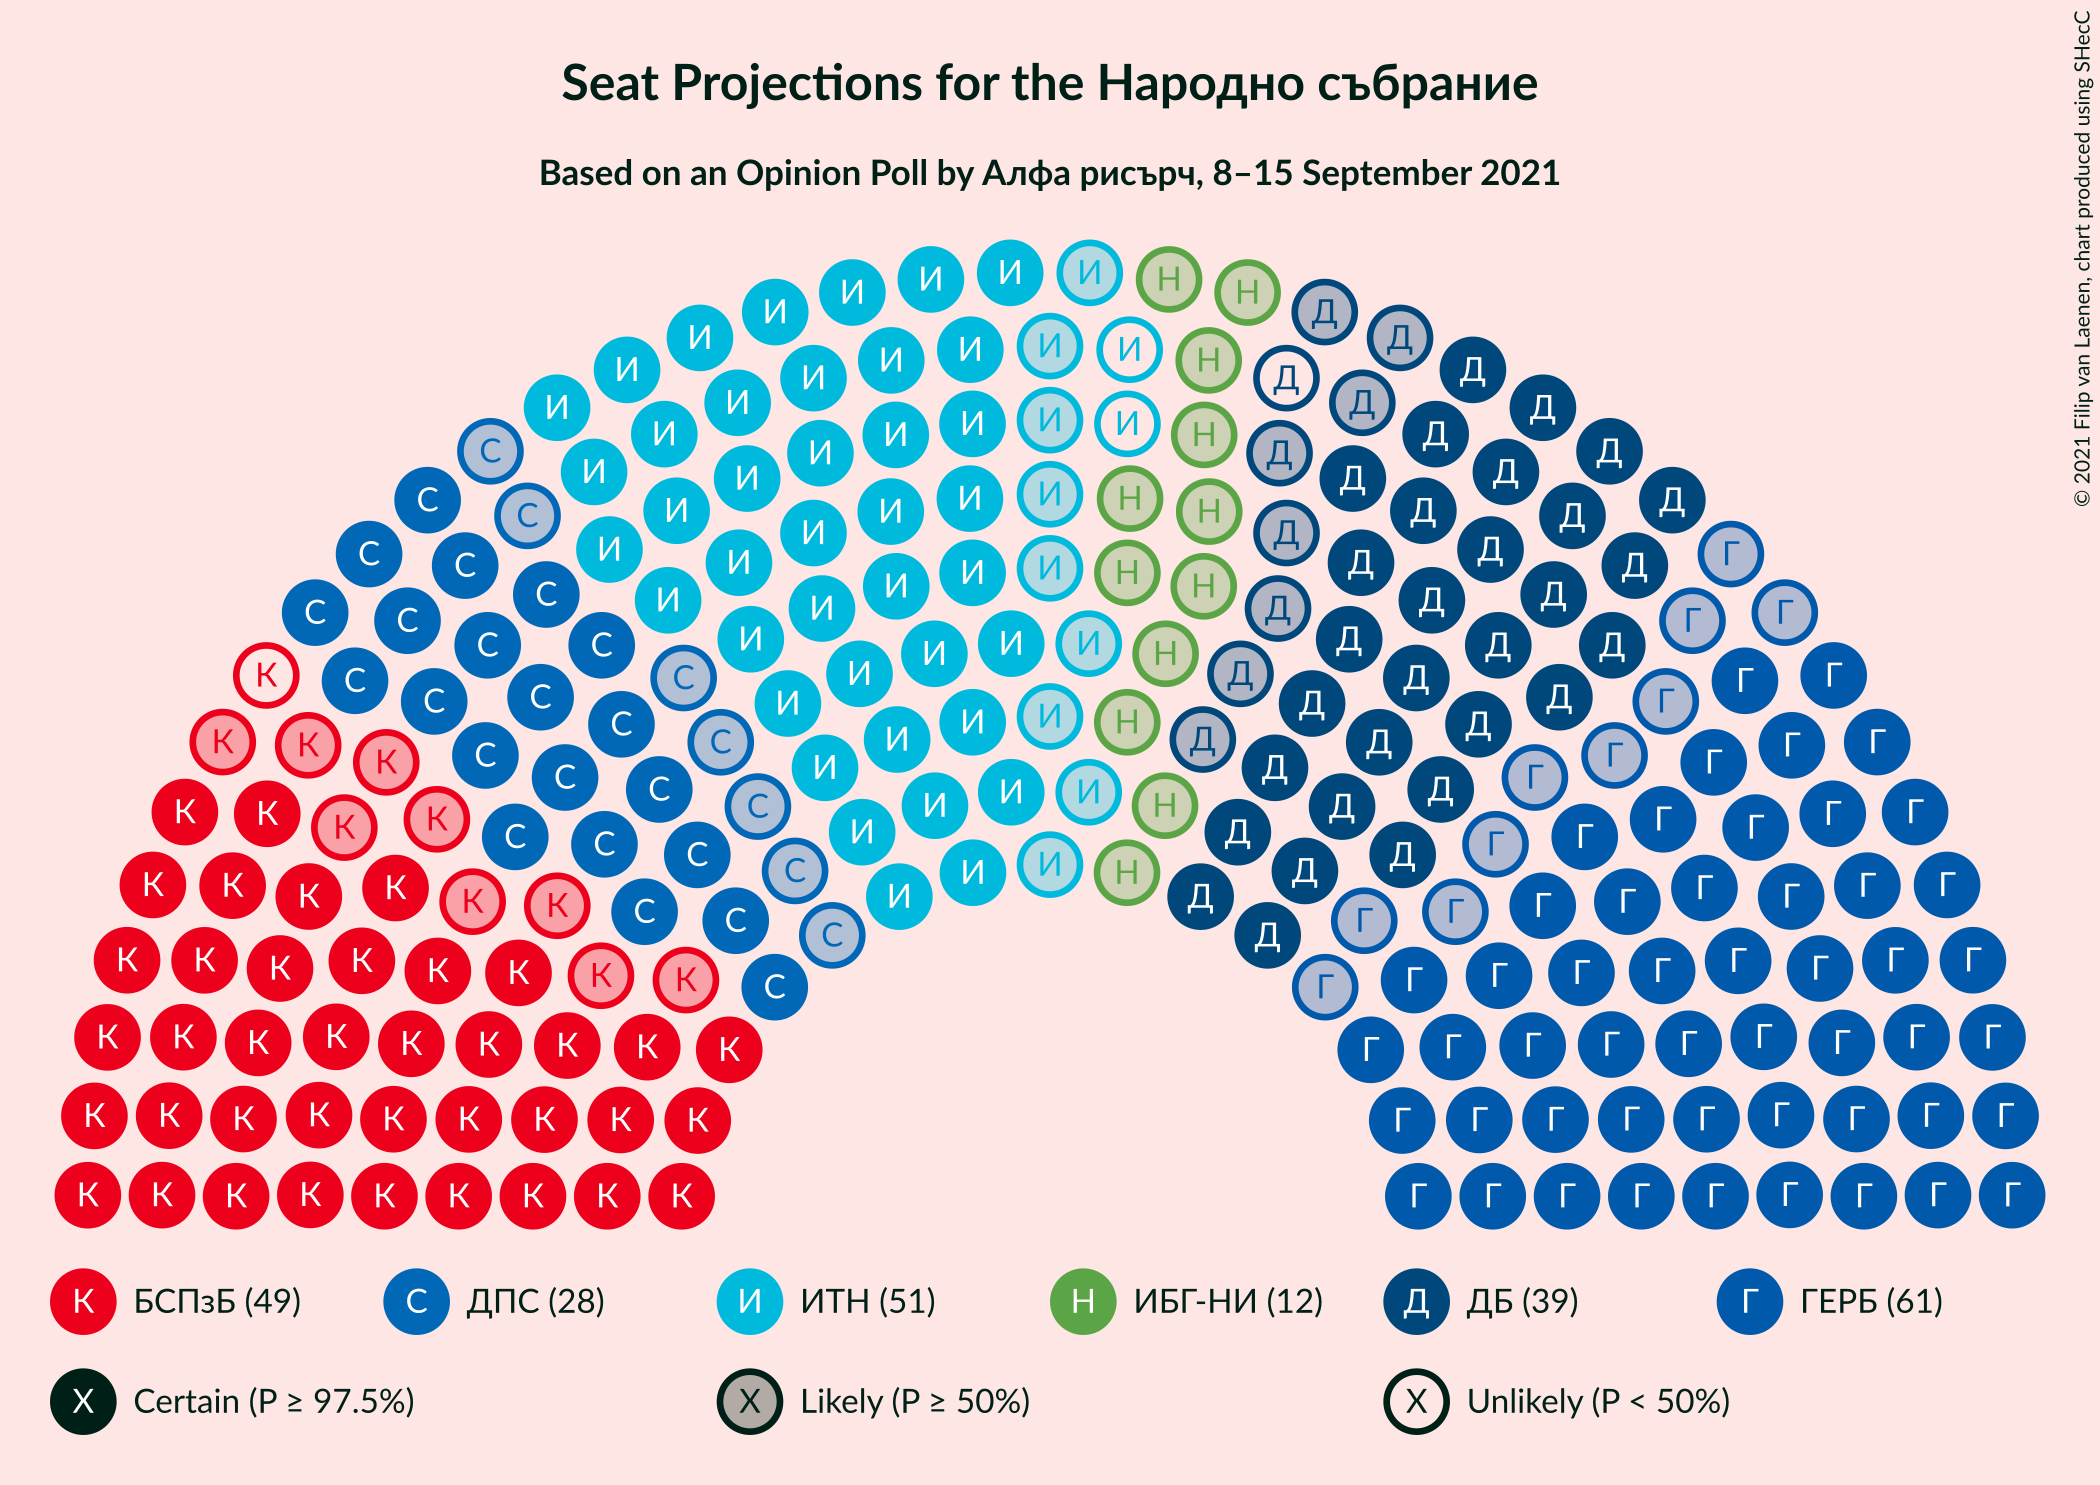 Seat Projections for the Народно събрание
Based on an Opinion Poll by Алфа рисърч, 8–15 September 2021
© 2021 Filip van Laenen, chart produced using SHecC
К БСПзБ (49) С ДПС (28) И ИТН (51) Н ИБГ-НИ (12) Д ДБ (39) Г ГЕРБ (61)
X Certain (P ≥ 97.5%) X Likely (P ≥ 50%) X Unlikely (P < 50%)